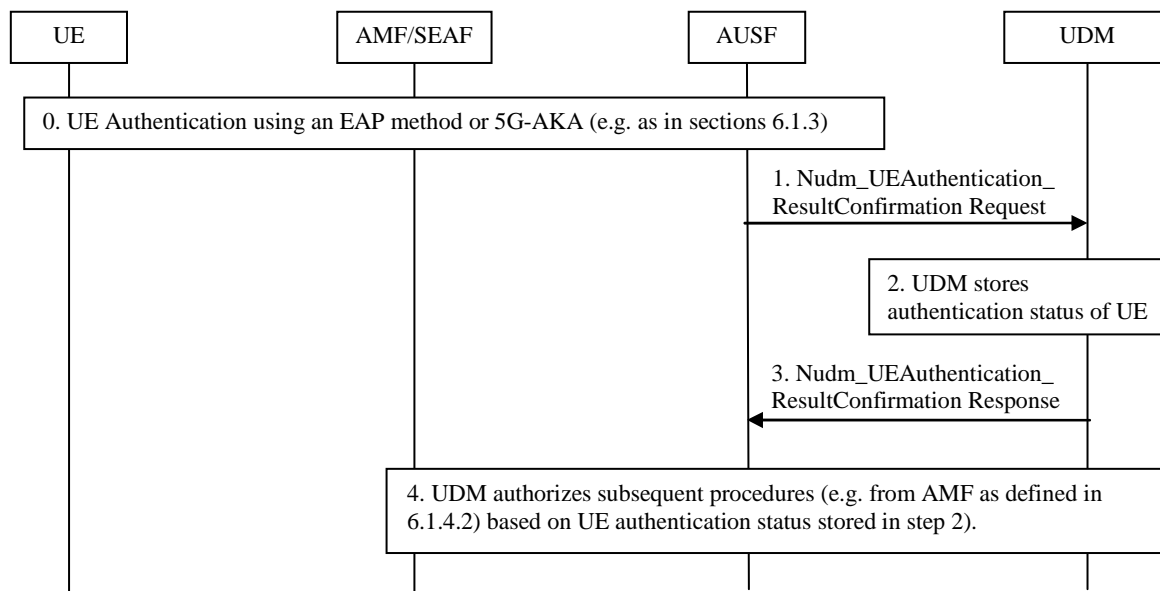 UE
AMF/SEAF
AUSF
UDM
0. UE Authentication using an EAP method or 5G-AKA (e.g. as in sections 6.1.3)
1. Nudm_UEAuthentication_
ResultConfirmation Request
2. UDM stores
authentication status of UE
3. Nudm_UEAuthentication_
ResultConfirmation Response
4. UDM authorizes subsequent procedures (e.g. from AMF as defined in
6.1.4.2) based on UE authentication status stored in step 2).